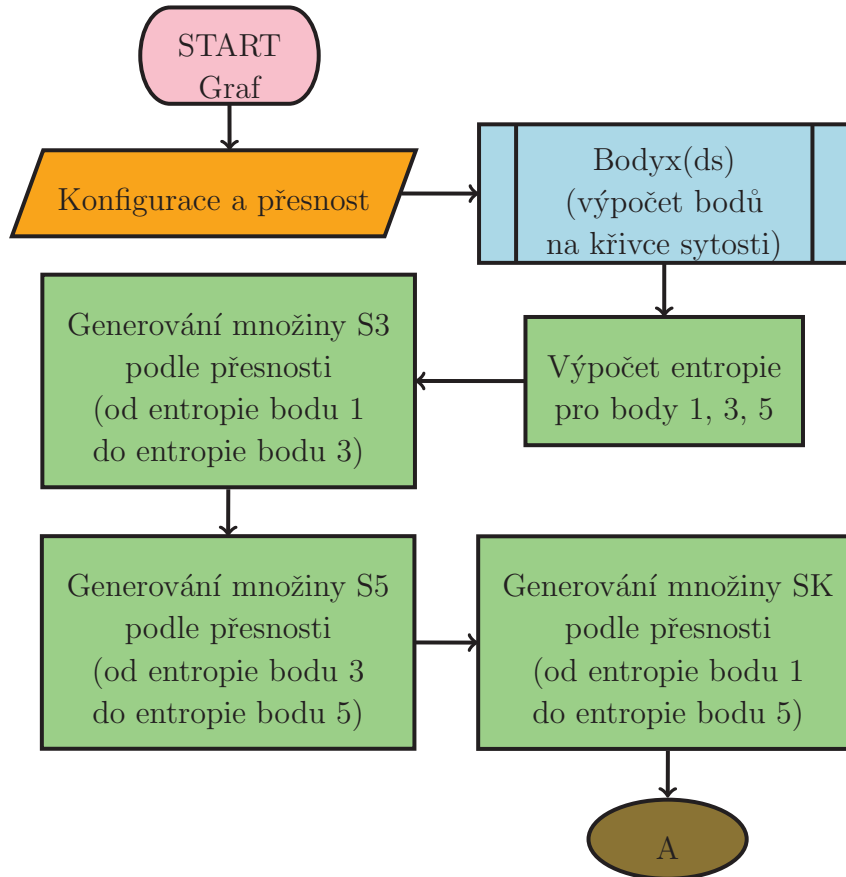 START
Graf
Konfigurace a přesnost
Bodyx(ds)
(výpočet bodů
na křivce sytosti)
Výpočet entropie
pro body 1, 3, 5
Generování množiny S3
podle přesnosti
(od entropie bodu 1
do entropie bodu 3)
Generování množiny S5
podle přesnosti
(od entropie bodu 3
do entropie bodu 5)
Generování množiny SK
podle přesnosti
(od entropie bodu 1
do entropie bodu 5)
A